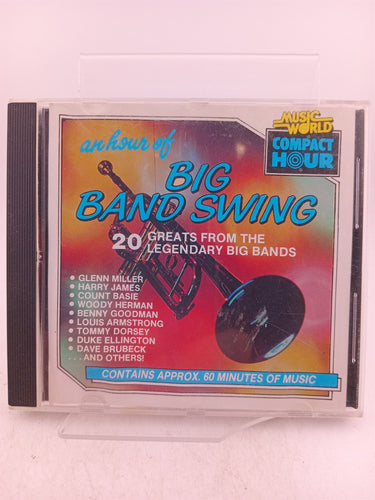 an hour of
BIG
BAND SWING
MUSIC
WORLD
COMPACT
HOUR
20 GREATS FROM THE
LEGENDARY BIG BANDS
• GLENN MILLER
• HARRY JAMES
• COUNT BASIE
• WOODY HERMAN
• BENNY GOODMAN
• LOUIS ARMSTRONG
• TOMMY DORSEY
• DUKE ELLINGTON
• DAVE BRUBECK
. . . AND OTHERS!
CONTAINS APPROX. 60 MINUTES OF MUSIC